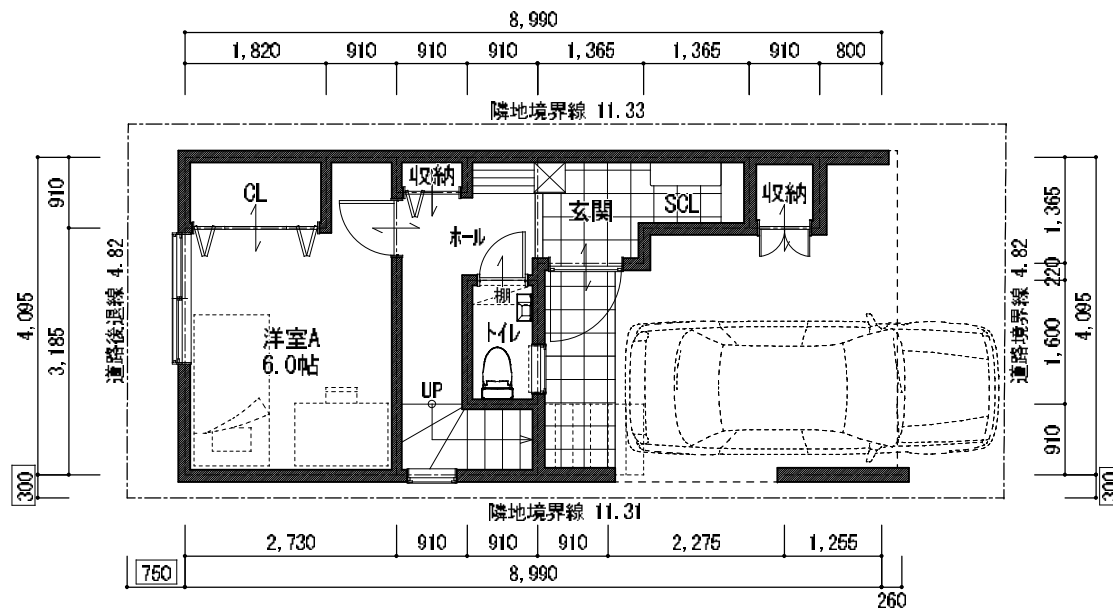 8,990
1,820 910 910 910 1,365 1,365 910 800
隣地境界線 11.33
910
3,185
4,095
300
道路後退線 4.82
CL
収納
ホール
玄関
SCL
収納
洋室A
6.0帖
棚
トイレ
UP
道路境界線 4.82
1,365
220
1,600
910
4,095
300
隣地境界線 11.31
2,730 910 910 910 2,275 1,255
750
8,990
260